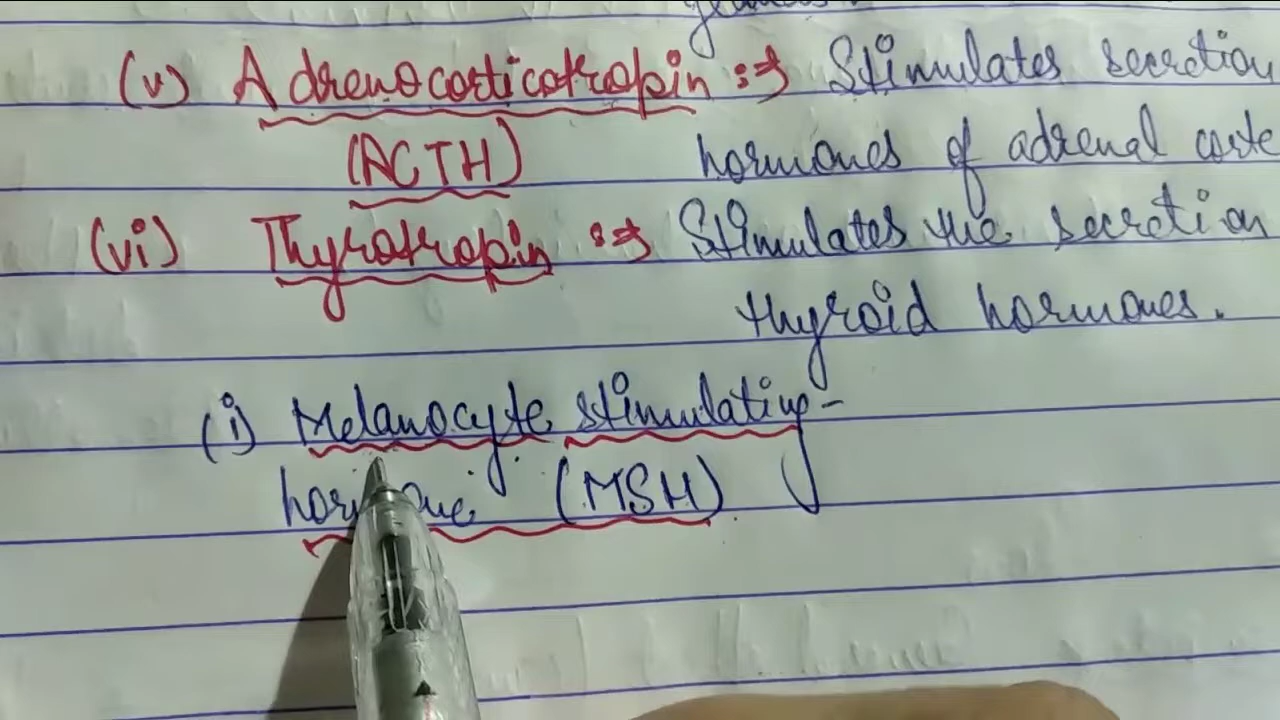 (v) Adrenocorticotropin :⇒ Stimulates secretion
(ACTH) hormones of adrenal corte
(vi) Thyrotropin :⇒ Stimulates the secretion
thyroid hormones.
(i) Melanocyte stimulating-
hormone (MSH)